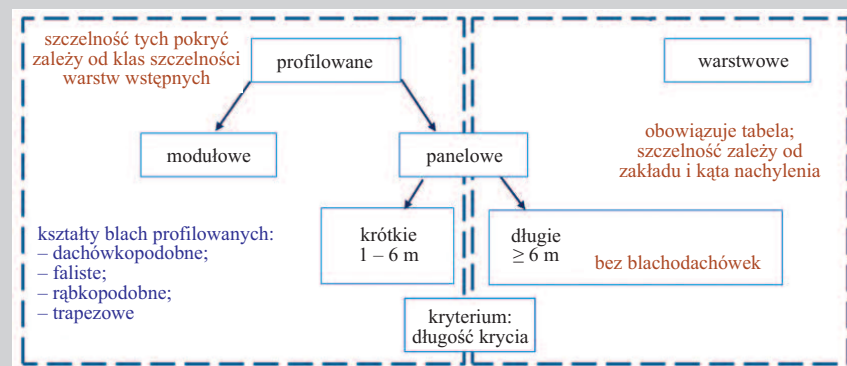 szczelność tych pokryć
zależy od klas szczelności
warstw wstępnych
profilowane
warstwowe
modułowe
panelowe
obowiązuje tabela;
szczelność zależy od
zakładu i kąta nachylenia
kształty blach profilowanych:
– dachówkopodobne;
– faliste;
– rąbkopodobne;
– trapezowe
krótkie
1 – 6 m
długie
≥ 6 m
bez blachodachówek
kryterium:
długość krycia